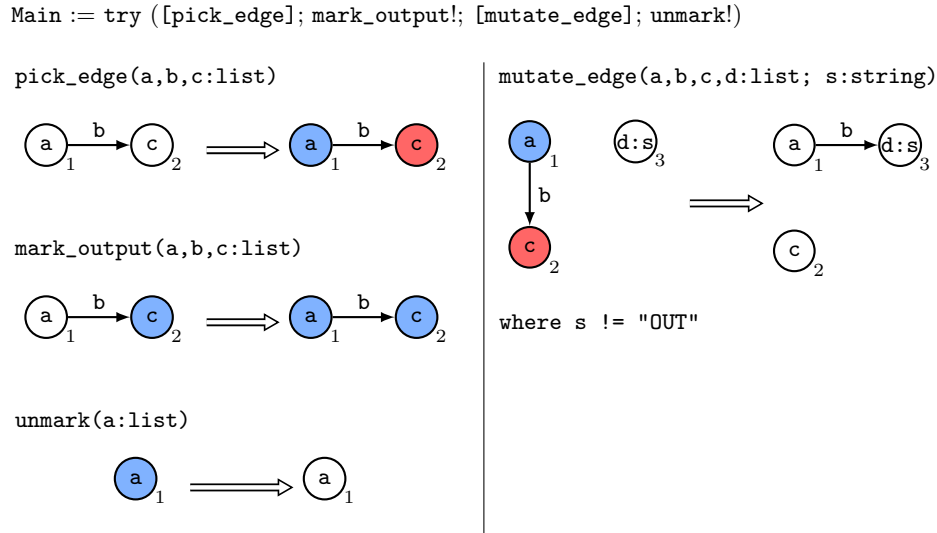 Main := try ([pick_edge]; mark_output!; [mutate_edge]; unmark!)
pick_edge(a,b,c:list)
a 1 b c 2 a 1 b c 2
mark_output(a,b,c:list)
a 1 b c 2 a 1 b c 2
unmark(a:list)
a 1 a 1
mutate_edge(a,b,c,d:list; s:string)
a 1 d:s 3 a 1 b d:s 3
b
c 2 c 2
where s != "OUT"